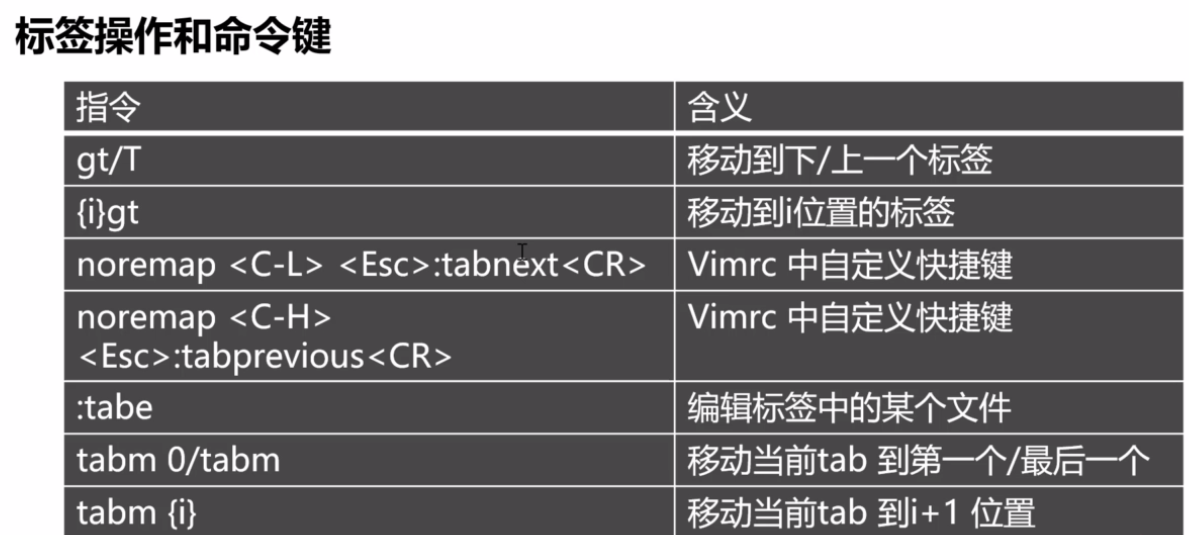 标签操作和命令键
指令 含义
gt/T 移动到下/上一个标签
{i}gt 移动到i位置的标签
noremap <C-L> <Esc>:tabnext<CR> Vimrc 中自定义快捷键
noremap <C-H> Vimrc 中自定义快捷键
<Esc>:tabprevious<CR>
:tabe 编辑标签中的某个文件
tabm 0/tabm 移动当前tab 到第一个/最后一个
tabm {i} 移动当前tab 到i+1 位置